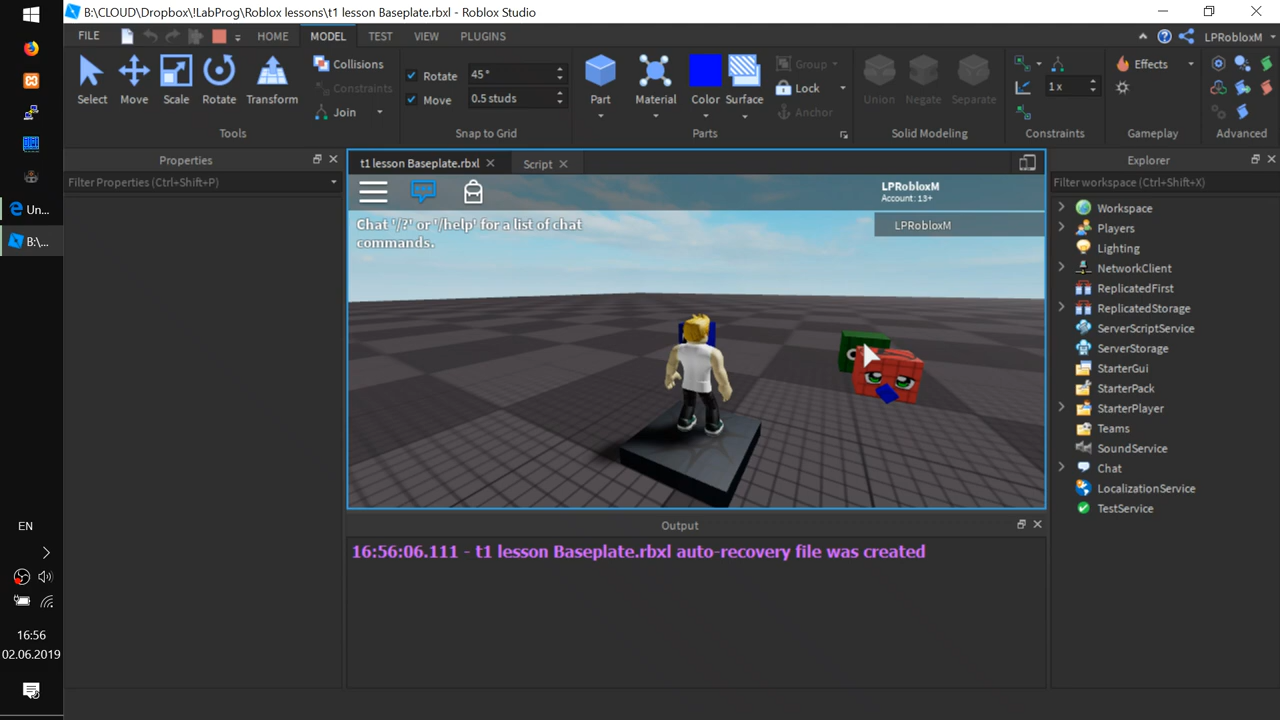 B:\CLOUD\Dropbox\!LabProg\Roblox lessons\t1 lesson Baseplate.rbxl - Roblox Studio
FILE HOME MODEL TEST VIEW PLUGINS LPRobloxM
Select Move Scale Rotate Transform
Collisions
Constraints
Join
Tools
Rotate 45°
Move 0.5 studs
Snap to Grid
Part Material Color Surface
Group
Lock
Anchor
Parts
Union Negate Separate
Solid Modeling
1 x
Constraints
Effects
Gameplay
Advanced
Properties
Filter Properties (Ctrl+Shift+P)
t1 lesson Baseplate.rbxl
Script
LPRobloxM
Account: 13+
LPRobloxM
Chat '/?' or '/help' for a list of chat
commands.
Explorer
Filter workspace (Ctrl+Shift+X)
Workspace
Players
Lighting
NetworkClient
ReplicatedFirst
ReplicatedStorage
ServerScriptService
ServerStorage
StarterGui
StarterPack
StarterPlayer
Teams
SoundService
Chat
LocalizationService
TestService
Output
16:56:06.111 - t1 lesson Baseplate.rbxl auto-recovery file was created
Un...
B:\...
EN
16:56
02.06.2019